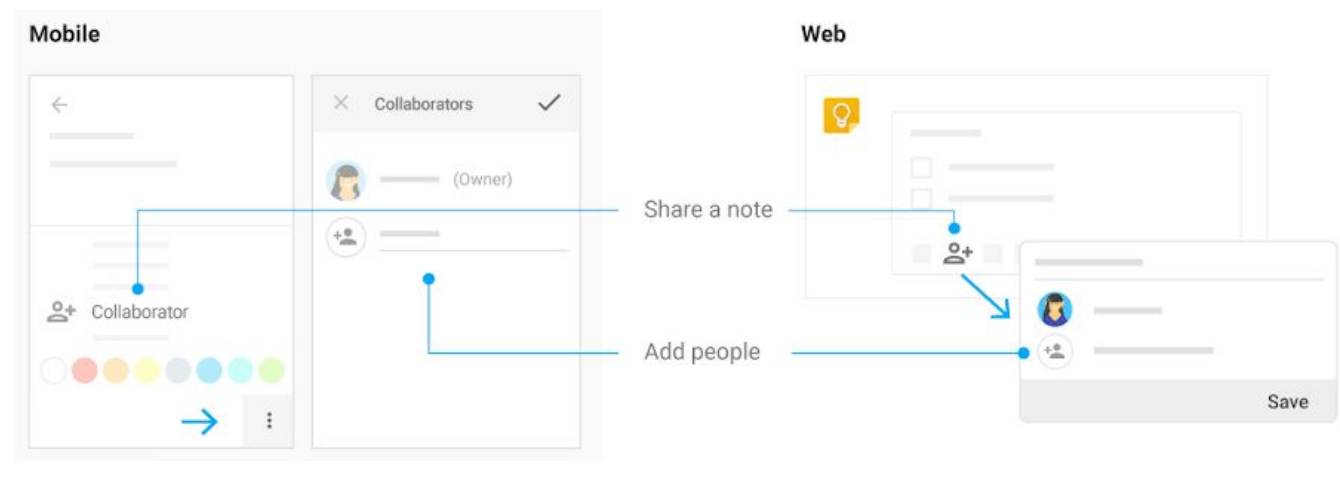 Mobile
Web
Collaborators
(Owner)
Share a note
Collaborator
Add people
Save